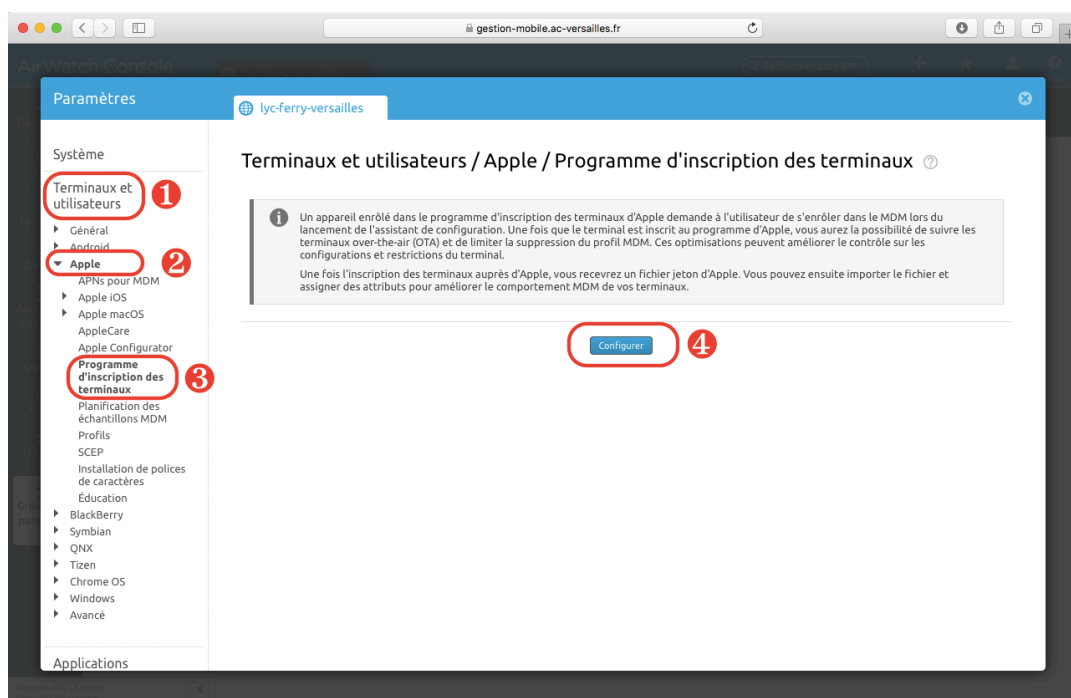 gestion-mobile.ac-versailles.fr
AirWatch Console
Paramètres
lyc-ferry-versailles
Système
Terminaux et
utilisateurs
1
Général
Android
Apple
2
APNs pour MDM
Apple iOS
Apple macOS
AppleCare
Apple Configurator
Programme
d'inscription des
terminaux
3
Planification des
échantillons MDM
Profils
SCEP
Installation de polices
de caractères
Éducation
BlackBerry
Symbian
QNX
Tizen
Chrome OS
Windows
Avancé
Applications
Terminaux et utilisateurs / Apple / Programme d'inscription des terminaux ?
Un appareil enrôlé dans le programme d'inscription des terminaux d'Apple demande à l'utilisateur de s'enrôler dans le MDM lors du
lancement de l'assistant de configuration. Une fois que le terminal est inscrit au programme d'Apple, vous aurez la possibilité de suivre les
terminaux over-the-air (OTA) et de limiter la suppression du profil MDM. Ces optimisations peuvent améliorer le contrôle sur les
configurations et restrictions du terminal.
Une fois l'inscription des terminaux auprès d'Apple, vous recevrez un fichier jeton d'Apple. Vous pouvez ensuite importer le fichier et
assigner des attributs pour améliorer le comportement MDM de vos terminaux.
Configurer
4